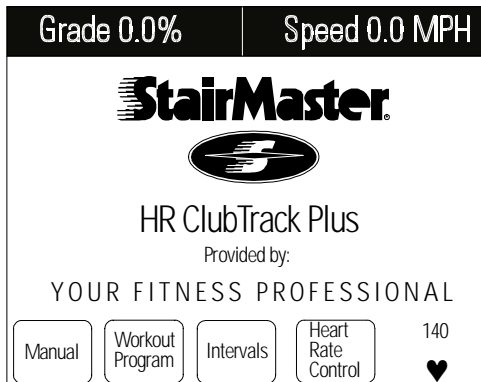 Grade 0.0% Speed 0.0 MPH
StairMaster.
HR ClubTrack Plus
Provided by:
YOUR FITNESS PROFESSIONAL
Manual
Workout
Program
Intervals
Heart
Rate
Control
140